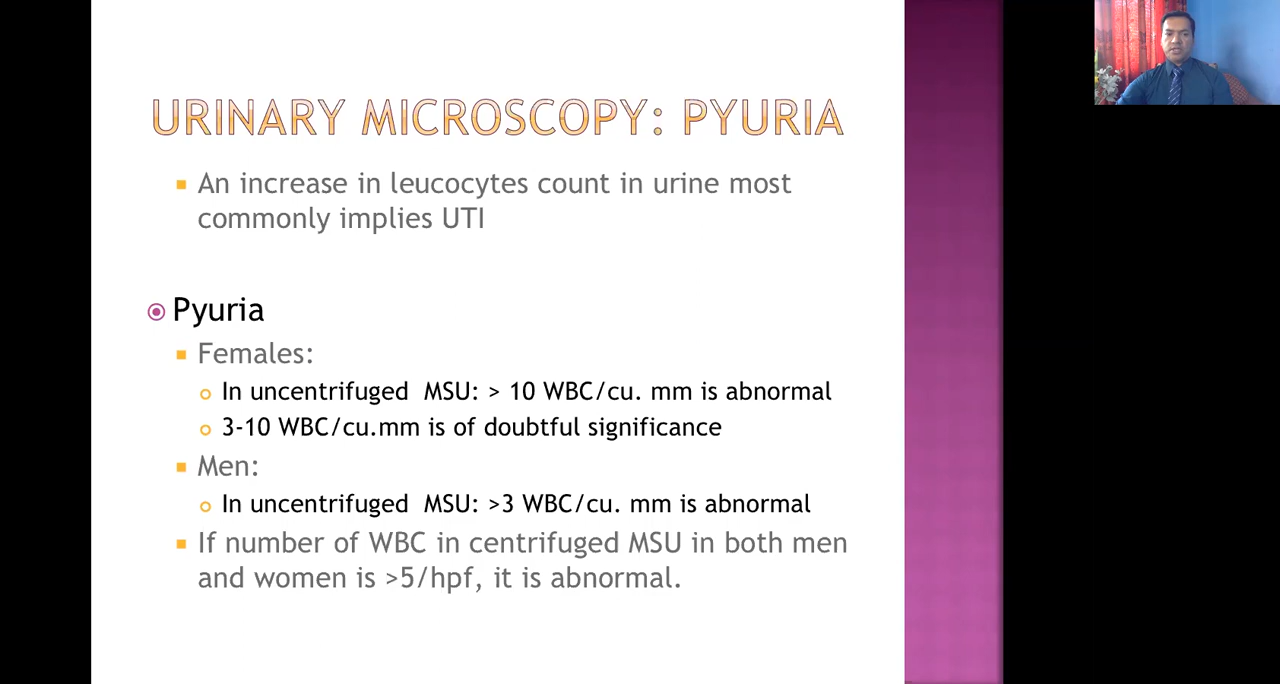 URINARY MICROSCOPY: PYURIA
An increase in leucocytes count in urine most
commonly implies UTI
Pyuria
Females:
In uncentrifuged MSU: > 10 WBC/cu. mm is abnormal
3-10 WBC/cu.mm is of doubtful significance
Men:
In uncentrifuged MSU: >3 WBC/cu. mm is abnormal
If number of WBC in centrifuged MSU in both men
and women is >5/hpf, it is abnormal.